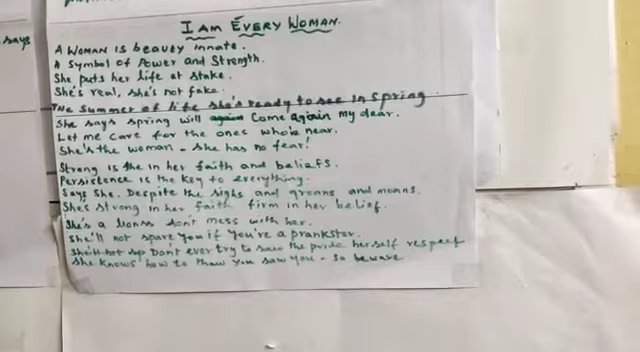 says
I AM EVERY WOMAN.
A WOMAN IS beauty innate.
A symbol of Power and Strength.
She puts her life at stake.
She's real, she's not fake.
The Summer of life she's ready to see in spring
She says spring will again Come again my dear.
Let me care for the ones who's near.
She's the woman - she has no fear!
Strong is she in her faith and beliefs.
Persistence is the key to everything.
Says She. Despite the sighs and groans and moans.
She's strong in her faith firm in her belief.
She's a lioness don't mess with her.
She'll not spare you if you're a prankster.
Don't ever try to saw the pride her self respect
She knows how to thaw you saw you - so beware